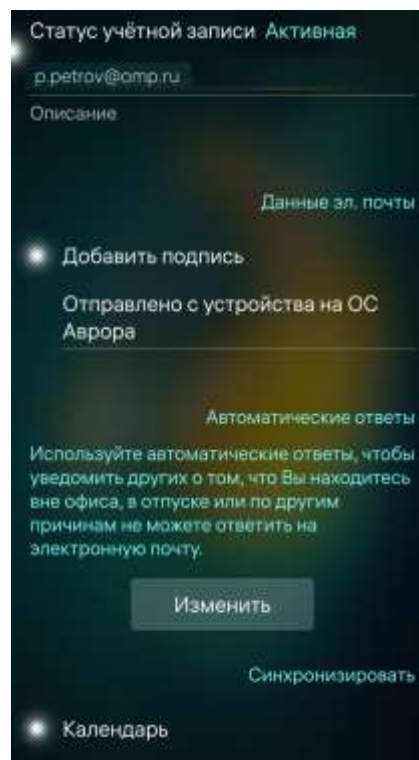 Статус учётной записи Активная
p.petrov@omp.ru
Описание
Данные эл. почты
Добавить подпись
Отправлено с устройства на ОС
Аврора
Автоматические ответы
Используйте автоматические ответы, чтобы
уведомить других о том, что Вы находитесь
вне офиса, в отпуске или по другим
причинам не можете ответить на
электронную почту.
Изменить
Синхронизировать
Календарь